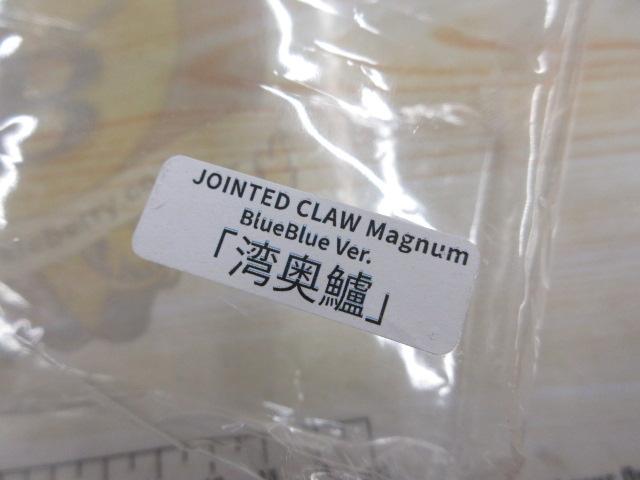 JOINTED CLAW Magnum
BlueBlue Ver.
「湾奥鱸」